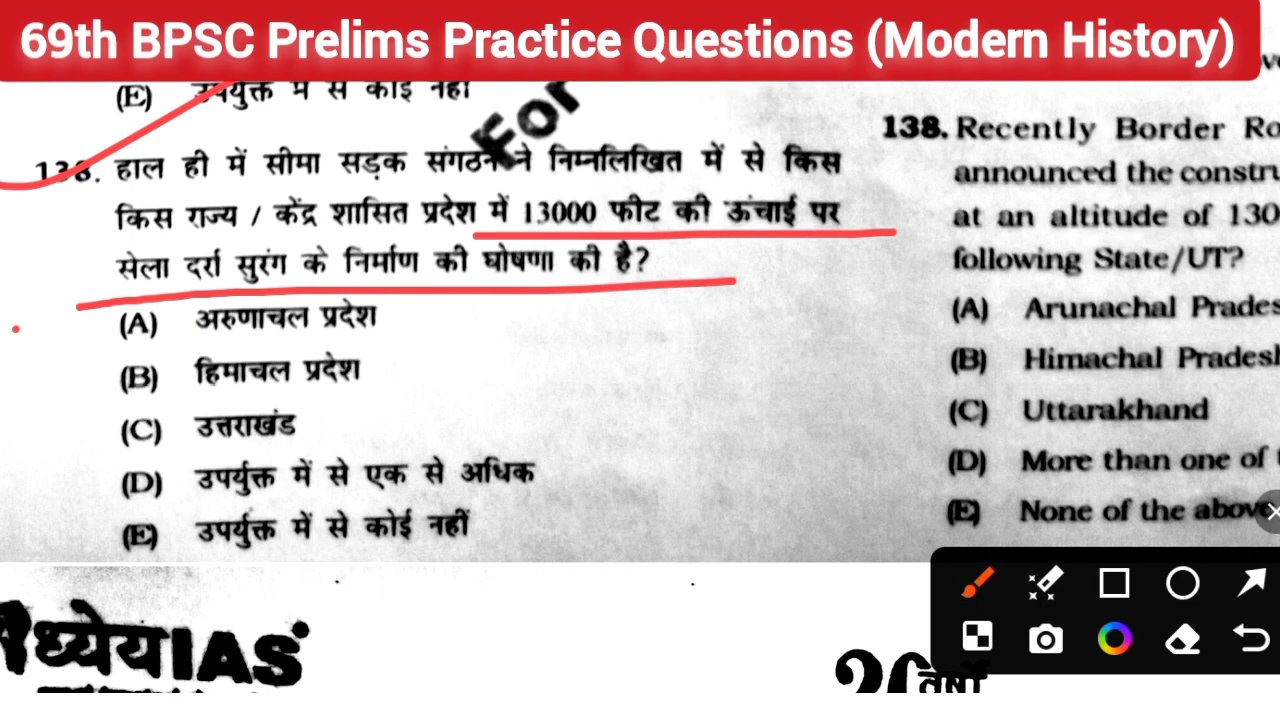 69th BPSC Prelims Practice Questions (Modern History)
(E) उपर्युक्त में से कोई नहीं
For
138. हाल ही में सीमा सड़क संगठन ने निम्नलिखित में से किस
किस राज्य / केंद्र शासित प्रदेश में 13000 फीट की ऊंचाई पर
सेला दर्रा सुरंग के निर्माण की घोषणा की है?
(A) अरुणाचल प्रदेश
(B) हिमाचल प्रदेश
(C) उत्तराखंड
(D) उपर्युक्त में से एक से अधिक
(E) उपर्युक्त में से कोई नहीं
138. Recently Border Ro
announced the constru
at an altitude of 130
following State/UT?
(A) Arunachal Prades
(B) Himachal Pradesh
(C) Uttarakhand
(D) More than one of
(E) None of the above
ध्येय IAS